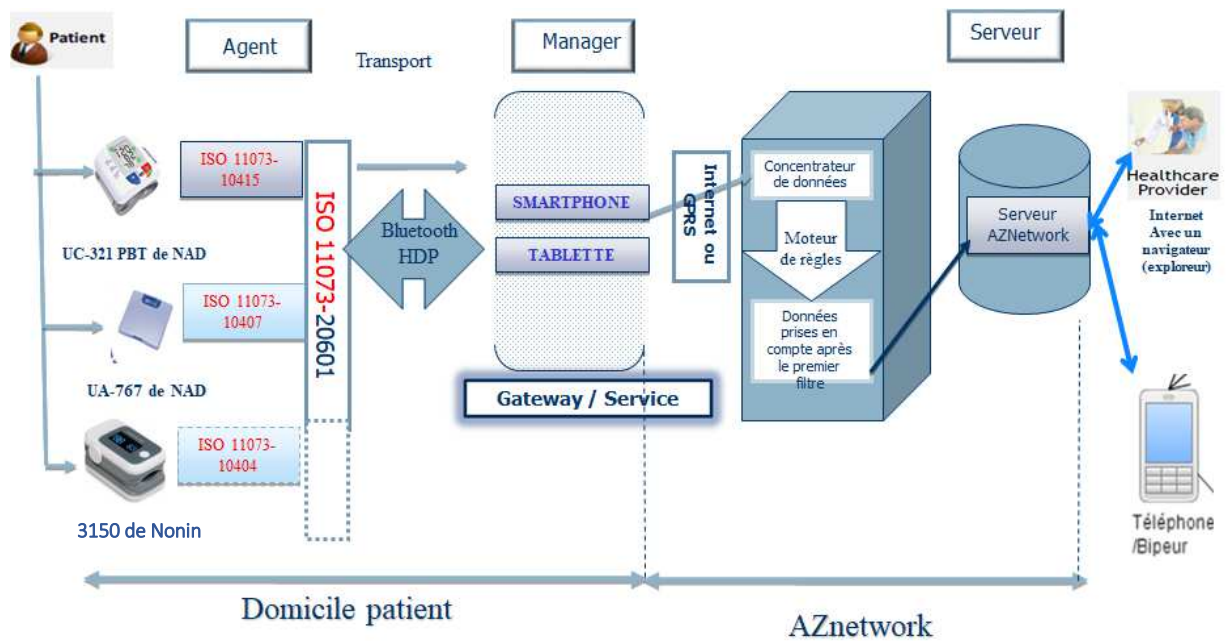 Patient
Agent
Transport
Manager
Serveur
ISO 11073-
10415
UC-321 PBT de NAD
ISO 11073-
10407
UA-767 de NAD
ISO 11073-
10404
3150 de Nonin
ISO 11073-20601
Bluetooth
HDP
SMARTPHONE
TABLETTE
Gateway / Service
Internet ou
GPRS
Concentrateur
de données
Moteur
de règles
Données
prises en
compte après
le premier
filtre
Serveur
AZNetwork
Healthcare
Provider
Internet
Avec un
navigateur
(exploreur)
Téléphone
/Bipeur
Domicile patient
AZnetwork